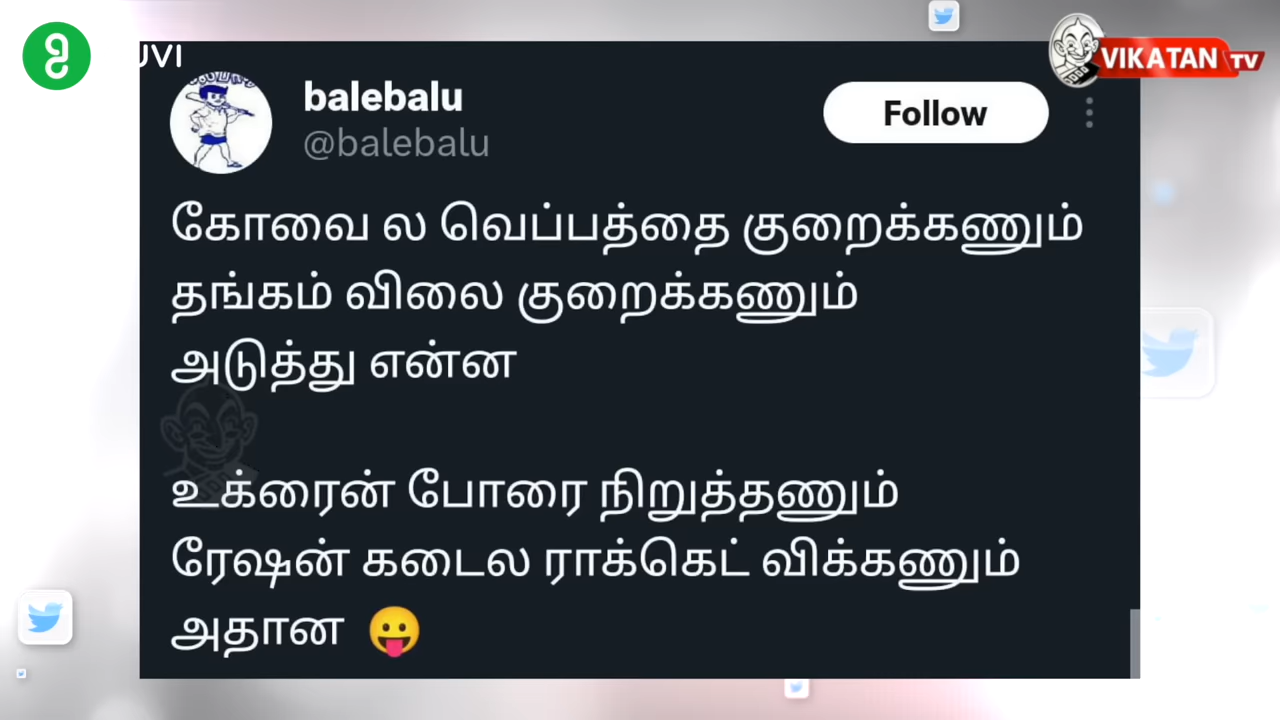 UVI
VIKATAN TV
balebalu
@balebalu
Follow
கோவை ல வெப்பத்தை குறைக்கணும்
தங்கம் விலை குறைக்கணும்
அடுத்து என்ன
உக்ரைன் போரை நிறுத்தணும்
ரேஷன் கடைல ராக்கெட் விக்கணும்
அதான 😛